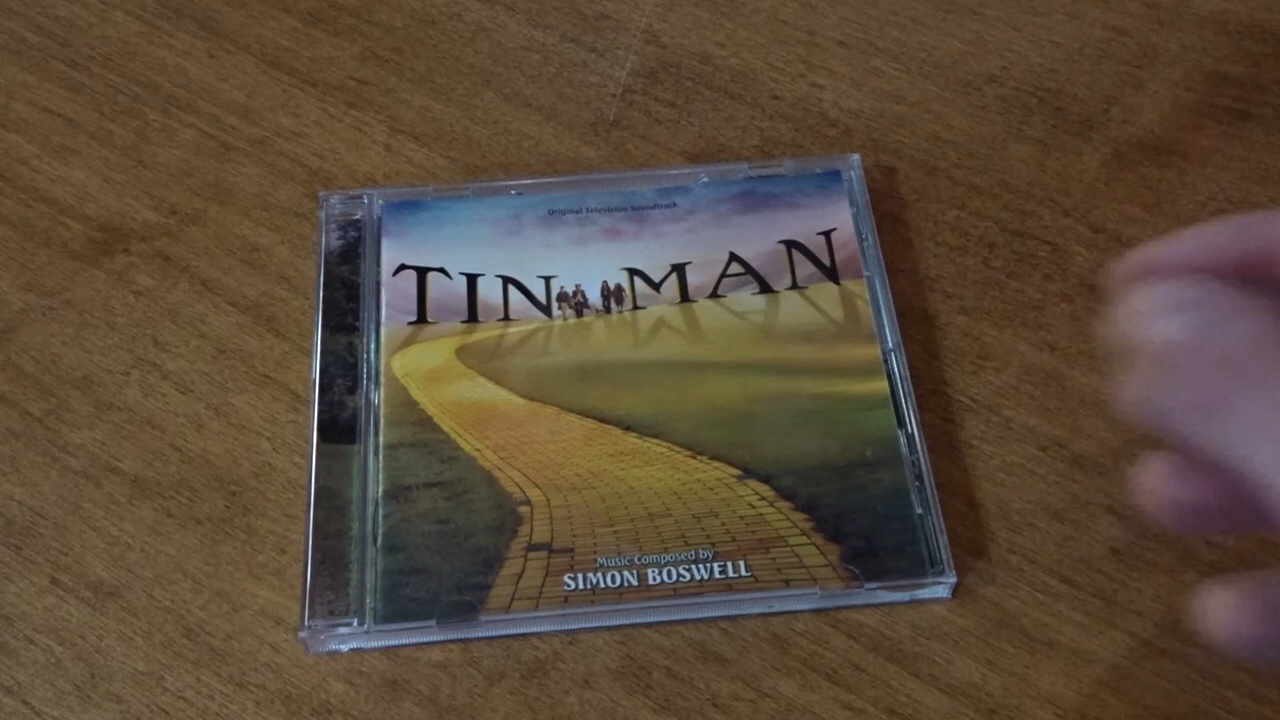 Original Television Soundtrack
TIN MAN
Music Composed by
SIMON BOSWELL